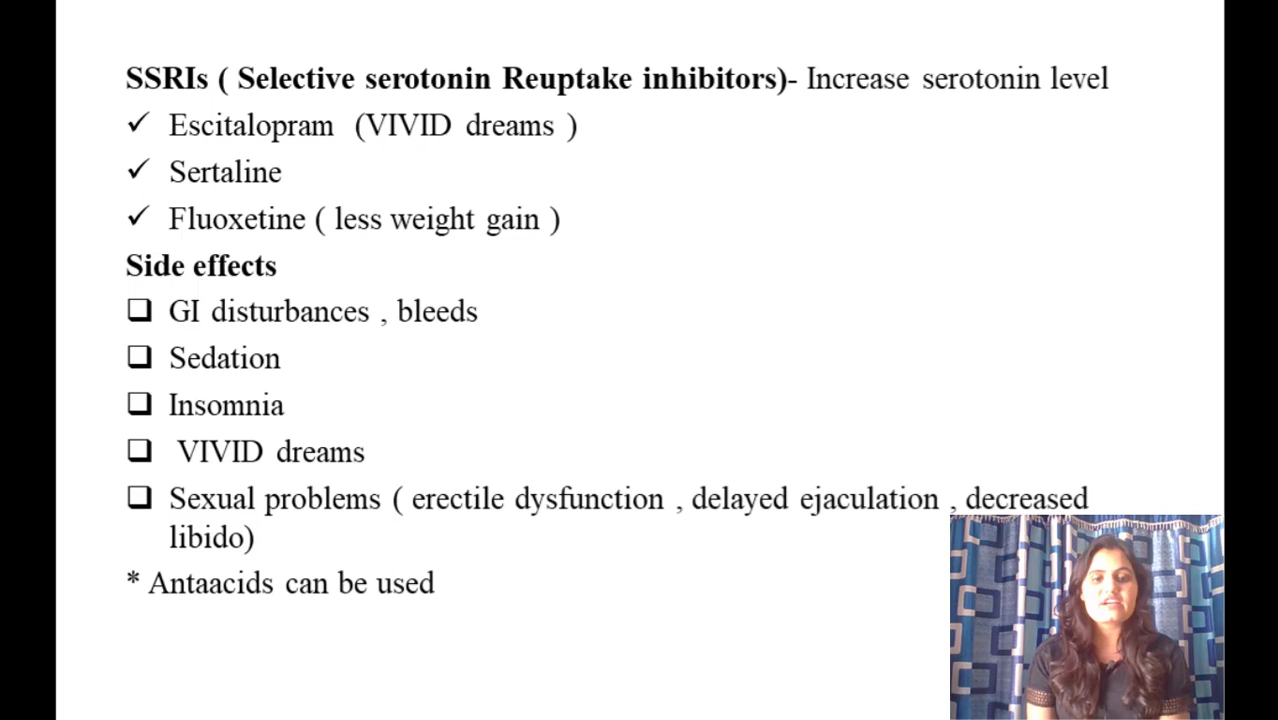 SSRIs ( Selective serotonin Reuptake inhibitors)- Increase serotonin level
✓ Escitalopram (VIVID dreams )
✓ Sertaline
✓ Fluoxetine ( less weight gain )
Side effects
❑ GI disturbances , bleeds
❑ Sedation
❑ Insomnia
❑ VIVID dreams
❑ Sexual problems ( erectile dysfunction , delayed ejaculation , decreased
libido)
* Antaacids can be used